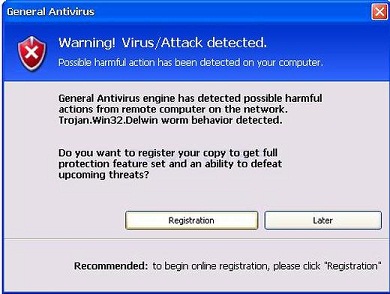 General Antivirus
Warning! Virus/Attack detected.
Possible harmful action has been detected on your computer.
General Antivirus engine has detected possible harmful
actions from remote computer on the network.
Trojan.Win32.Delwin worm behavior detected.
Do you want to register your copy to get full
protection feature set and an ability to defeat
upcoming threats?
Registration
Later
Recommended: to begin online registration, please click "Registration"